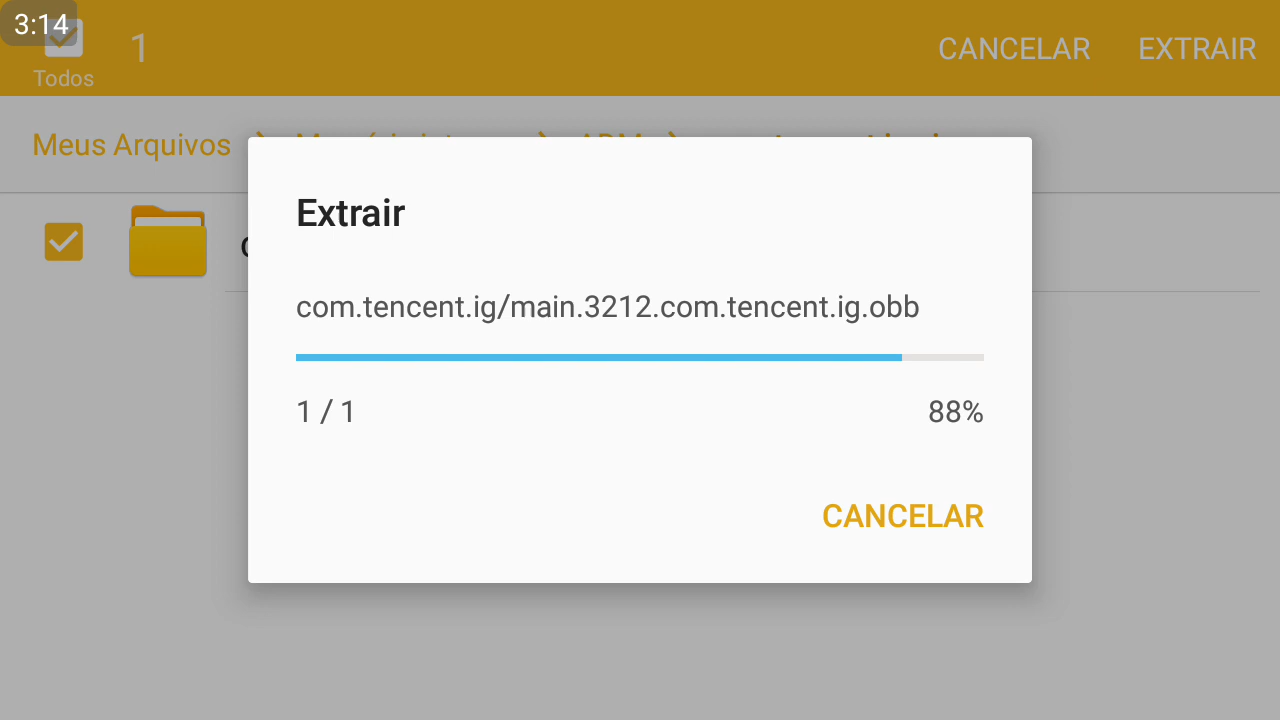 3:14
1
CANCELAR
EXTRAIR
Todos
Meus Arquivos
Extrair
com.tencent.ig/main.3212.com.tencent.ig.obb
1 / 1
88%
CANCELAR